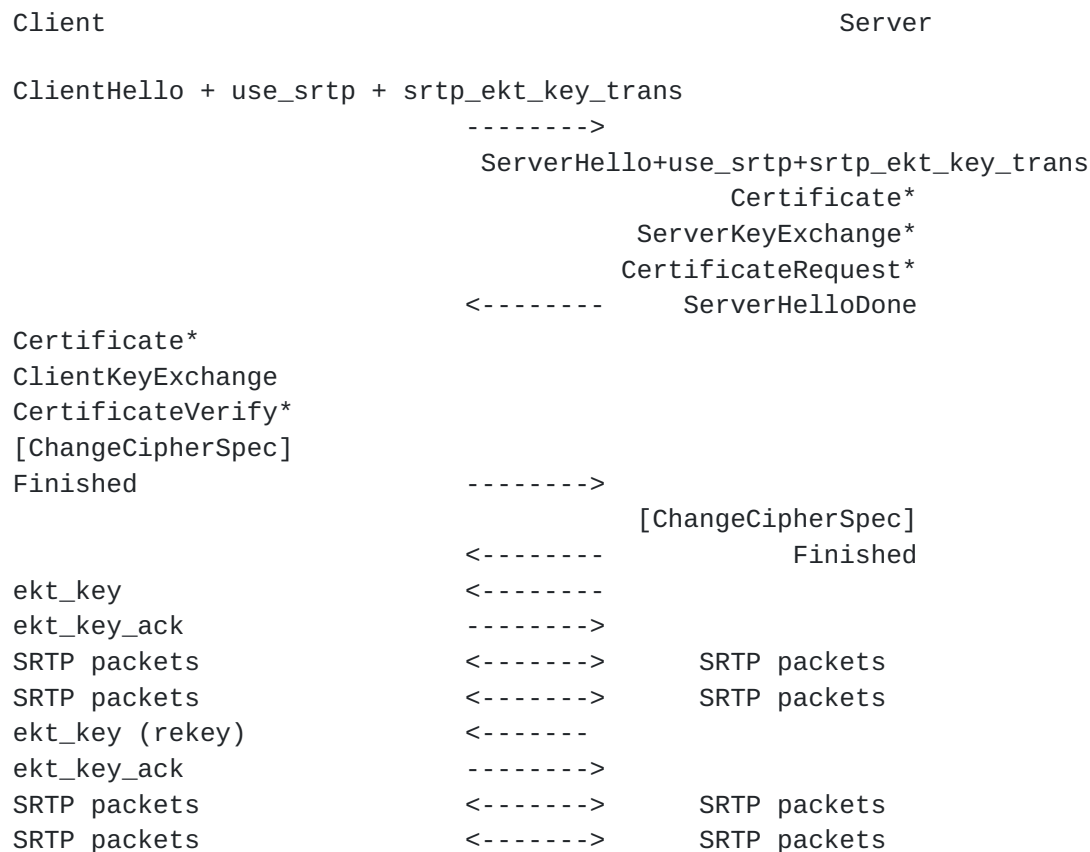 Client                                               Server

ClientHello + use_srtp + srtp_ekt_key_trans
                             -------->
                              ServerHello+use_srtp+srtp_ekt_key_trans
                                              Certificate*
                                        ServerKeyExchange*
                                       CertificateRequest*
                             <--------     ServerHelloDone
Certificate*
ClientKeyExchange
CertificateVerify*
[ChangeCipherSpec]
Finished                     -------->
                                        [ChangeCipherSpec]
                             <--------            Finished
ekt_key                      <--------
ekt_key_ack                  -------->
SRTP packets                 <------->      SRTP packets
SRTP packets                 <------->      SRTP packets
ekt_key (rekey)              <-------
ekt_key_ack                  -------->
SRTP packets                 <------->      SRTP packets
SRTP packets                 <------->      SRTP packets